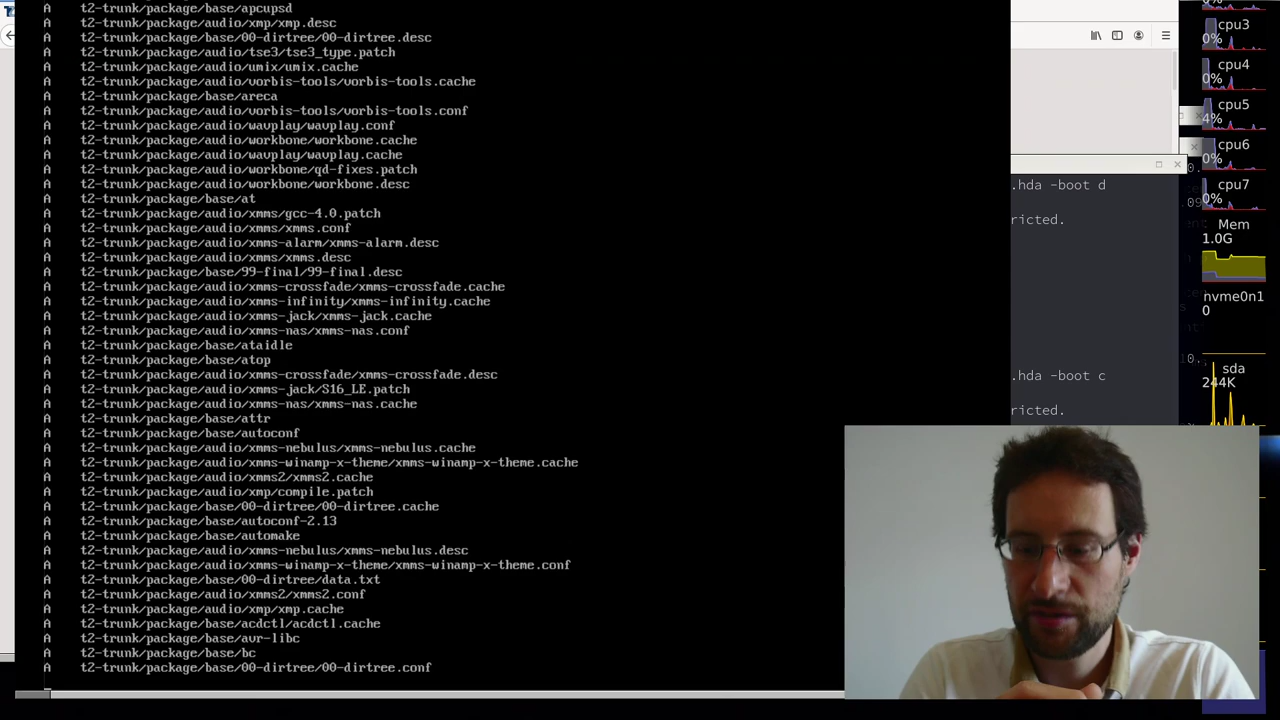 A t2-trunk/package/base/apcupsd
A t2-trunk/package/audio/xmp/xmp.desc
A t2-trunk/package/base/00-dirtree/00-dirtree.desc
A t2-trunk/package/audio/tse3/tse3_type.patch
A t2-trunk/package/audio/umix/umix.cache
A t2-trunk/package/audio/vorbis-tools/vorbis-tools.cache
A t2-trunk/package/base/areca
A t2-trunk/package/audio/vorbis-tools/vorbis-tools.conf
A t2-trunk/package/audio/wavplay/wavplay.conf
A t2-trunk/package/audio/workbone/workbone.cache
A t2-trunk/package/audio/wavplay/wavplay.cache
A t2-trunk/package/audio/workbone/qd-fixes.patch
A t2-trunk/package/audio/workbone/workbone.desc
A t2-trunk/package/base/at
A t2-trunk/package/audio/xmms/gcc-4.0.patch
A t2-trunk/package/audio/xmms/xmms.conf
A t2-trunk/package/audio/xmms-alarm/xmms-alarm.desc
A t2-trunk/package/audio/xmms/xmms.desc
A t2-trunk/package/base/99-final/99-final.desc
A t2-trunk/package/audio/xmms-crossfade/xmms-crossfade.cache
A t2-trunk/package/audio/xmms-infinity/xmms-infinity.cache
A t2-trunk/package/audio/xmms-jack/xmms-jack.cache
A t2-trunk/package/audio/xmms-nas/xmms-nas.conf
A t2-trunk/package/base/ataidle
A t2-trunk/package/base/atop
A t2-trunk/package/audio/xmms-crossfade/xmms-crossfade.desc
A t2-trunk/package/audio/xmms-jack/S16_LE.patch
A t2-trunk/package/audio/xmms-nas/xmms-nas.cache
A t2-trunk/package/base/attr
A t2-trunk/package/base/autoconf
A t2-trunk/package/audio/xmms-nebulus/xmms-nebulus.cache
A t2-trunk/package/audio/xmms-winamp-x-theme/xmms-winamp-x-theme.cache
A t2-trunk/package/audio/xmms2/xmms2.cache
A t2-trunk/package/audio/xmp/compile.patch
A t2-trunk/package/base/00-dirtree/00-dirtree.cache
A t2-trunk/package/base/autoconf-2.13
A t2-trunk/package/base/automake
A t2-trunk/package/audio/xmms-nebulus/xmms-nebulus.desc
A t2-trunk/package/audio/xmms-winamp-x-theme/xmms-winamp-x-theme.conf
A t2-trunk/package/base/00-dirtree/data.txt
A t2-trunk/package/audio/xmms2/xmms2.conf
A t2-trunk/package/audio/xmp/xmp.cache
A t2-trunk/package/base/acdctl/acdctl.cache
A t2-trunk/package/base/avr-libc
A t2-trunk/package/base/bc
A t2-trunk/package/base/00-dirtree/00-dirtree.conf
.hda -boot d
ricted.
.hda -boot c
ricted.
cpu3
0%
cpu4
0%
cpu5
4%
cpu6
0%
cpu7
0%
Mem
1.0G
nvme0n1
0
sda
244K